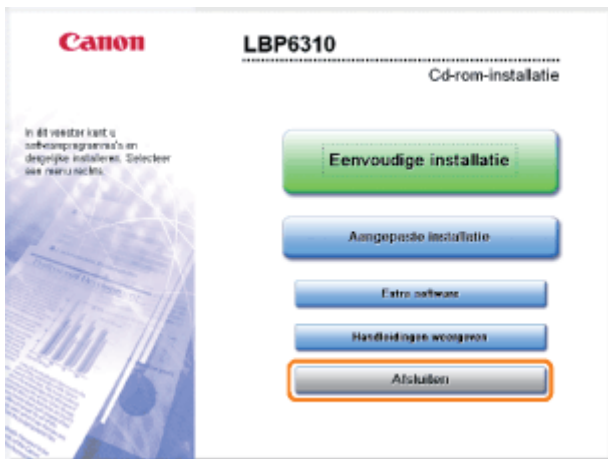 Canon
LBP6310
Cd-rom-installatie
In dit venster kunt u
softwareprogramma's en
dergelijke installeren. Selecteer
een menu rechts.
Eenvoudige installatie
Aangepaste installatie
Extra software
Handleidingen weergeven
Afsluiten